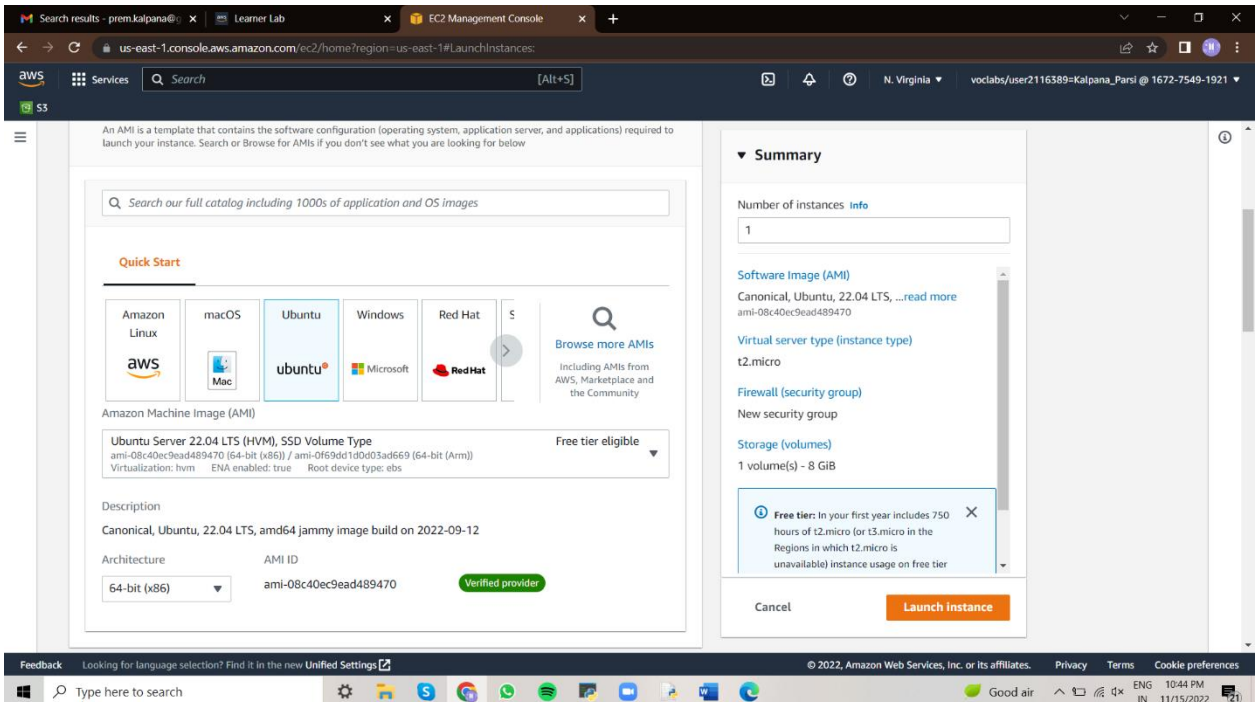 Search results - prem.kalpana@g
Learner Lab
EC2 Management Console
us-east-1.console.aws.amazon.com/ec2/home?region=us-east-1#LaunchInstances:
aws Services Search [Alt+S] N. Virginia voclabs/user2116389=Kalpana_Parsi @ 1672-7549-1921
S3
An AMI is a template that contains the software configuration (operating system, application server, and applications) required to
launch your instance. Search or Browse for AMIs if you don't see what you are looking for below
Search our full catalog including 1000s of application and OS images
Quick Start
Amazon
Linux
aws
macOS
Mac
Ubuntu
ubuntu
Windows
Microsoft
Red Hat
Red Hat
S
Browse more AMIs
Including AMIs from
AWS, Marketplace and
the Community
Amazon Machine Image (AMI)
Ubuntu Server 22.04 LTS (HVM), SSD Volume Type
Free tier eligible
ami-08c40ec9ead489470 (64-bit (x86)) / ami-0f69dd1d0d03ad669 (64-bit (Arm))
Virtualization: hvm ENA enabled: true Root device type: ebs
Description
Canonical, Ubuntu, 22.04 LTS, amd64 jammy image build on 2022-09-12
Architecture AMI ID
64-bit (x86) ami-08c40ec9ead489470 Verified provider
Summary
Number of instances Info
1
Software Image (AMI)
Canonical, Ubuntu, 22.04 LTS, ...read more
ami-08c40ec9ead489470
Virtual server type (instance type)
t2.micro
Firewall (security group)
New security group
Storage (volumes)
1 volume(s) - 8 GiB
Free tier: In your first year includes 750
hours of t2.micro (or t3.micro in the
Regions in which t2.micro is
unavailable) instance usage on free tier
Cancel Launch instance
Feedback Looking for language selection? Find it in the new Unified Settings © 2022, Amazon Web Services, Inc. or its affiliates. Privacy Terms Cookie preferences
Type here to search
Good air
ENG
IN
10:44 PM
11/15/2022
21